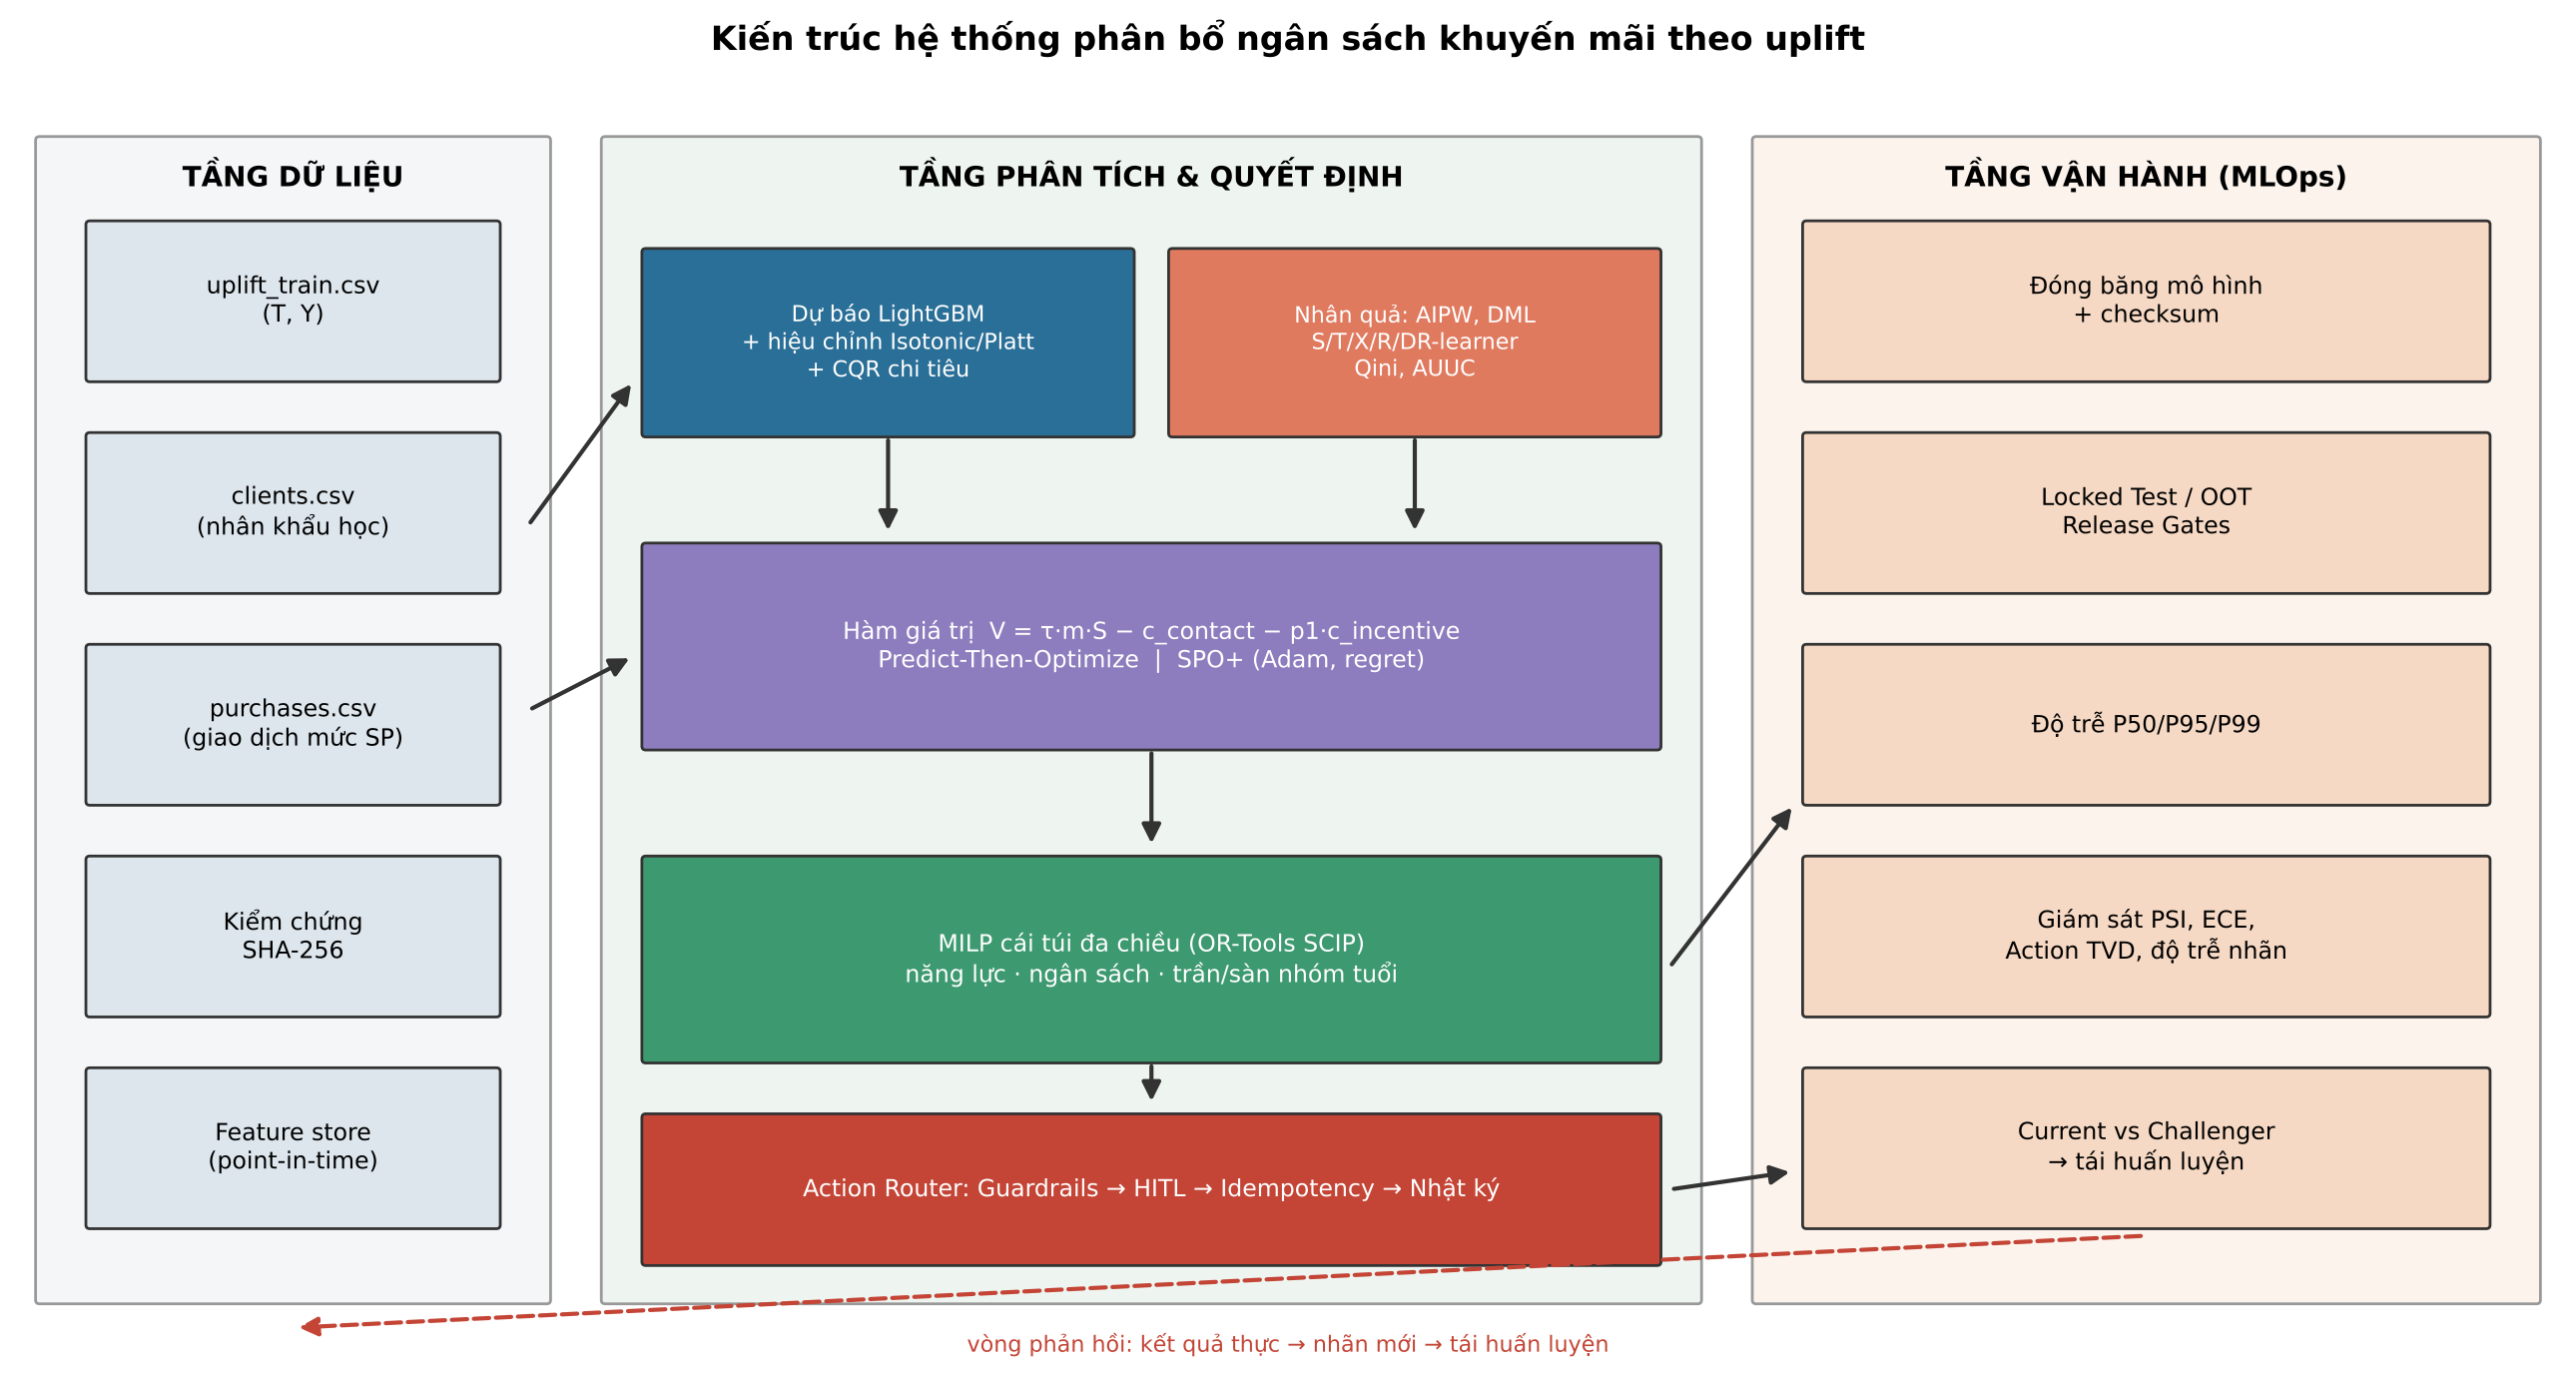 Kiến trúc hệ thống phân bổ ngân sách khuyến mãi theo uplift
TẦNG DỮ LIỆU
uplift_train.csv
(T, Y)
clients.csv
(nhân khẩu học)
purchases.csv
(giao dịch mức SP)
Kiểm chứng
SHA-256
Feature store
(point-in-time)
TẦNG PHÂN TÍCH & QUYẾT ĐỊNH
Dự báo LightGBM
+ hiệu chỉnh Isotonic/Platt
+ CQR chi tiêu
Nhân quả: AIPW, DML
S/T/X/R/DR-learner
Qini, AUUC
Hàm giá trị  V = τ·m·S − c_contact − p1·c_incentive
Predict-Then-Optimize  |  SPO+ (Adam, regret)
MILP cái túi đa chiều (OR-Tools SCIP)
năng lực · ngân sách · trần/sàn nhóm tuổi
Action Router: Guardrails → HITL → Idempotency → Nhật ký
TẦNG VẬN HÀNH (MLOps)
Đóng băng mô hình
+ checksum
Locked Test / OOT
Release Gates
Độ trễ P50/P95/P99
Giám sát PSI, ECE,
Action TVD, độ trễ nhãn
Current vs Challenger
→ tái huấn luyện
vòng phản hồi: kết quả thực → nhãn mới → tái huấn luyện